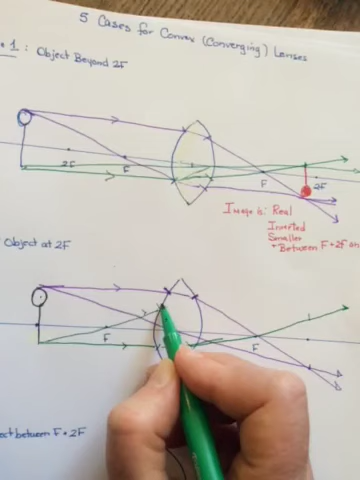 5 Cases for Convex (Converging) Lenses
1: Object Beyond 2F
2F
F
F
2F
Image is: Real
Inverted
Smaller
Between F + 2F on
Object at 2F
F
F
between F + 2F